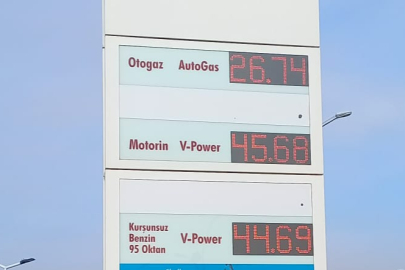 Otogaz AutoGas 26.74
Motorin V-Power 45.68
Kurşunsuz
Benzin V-Power 44.69
95 Oktan